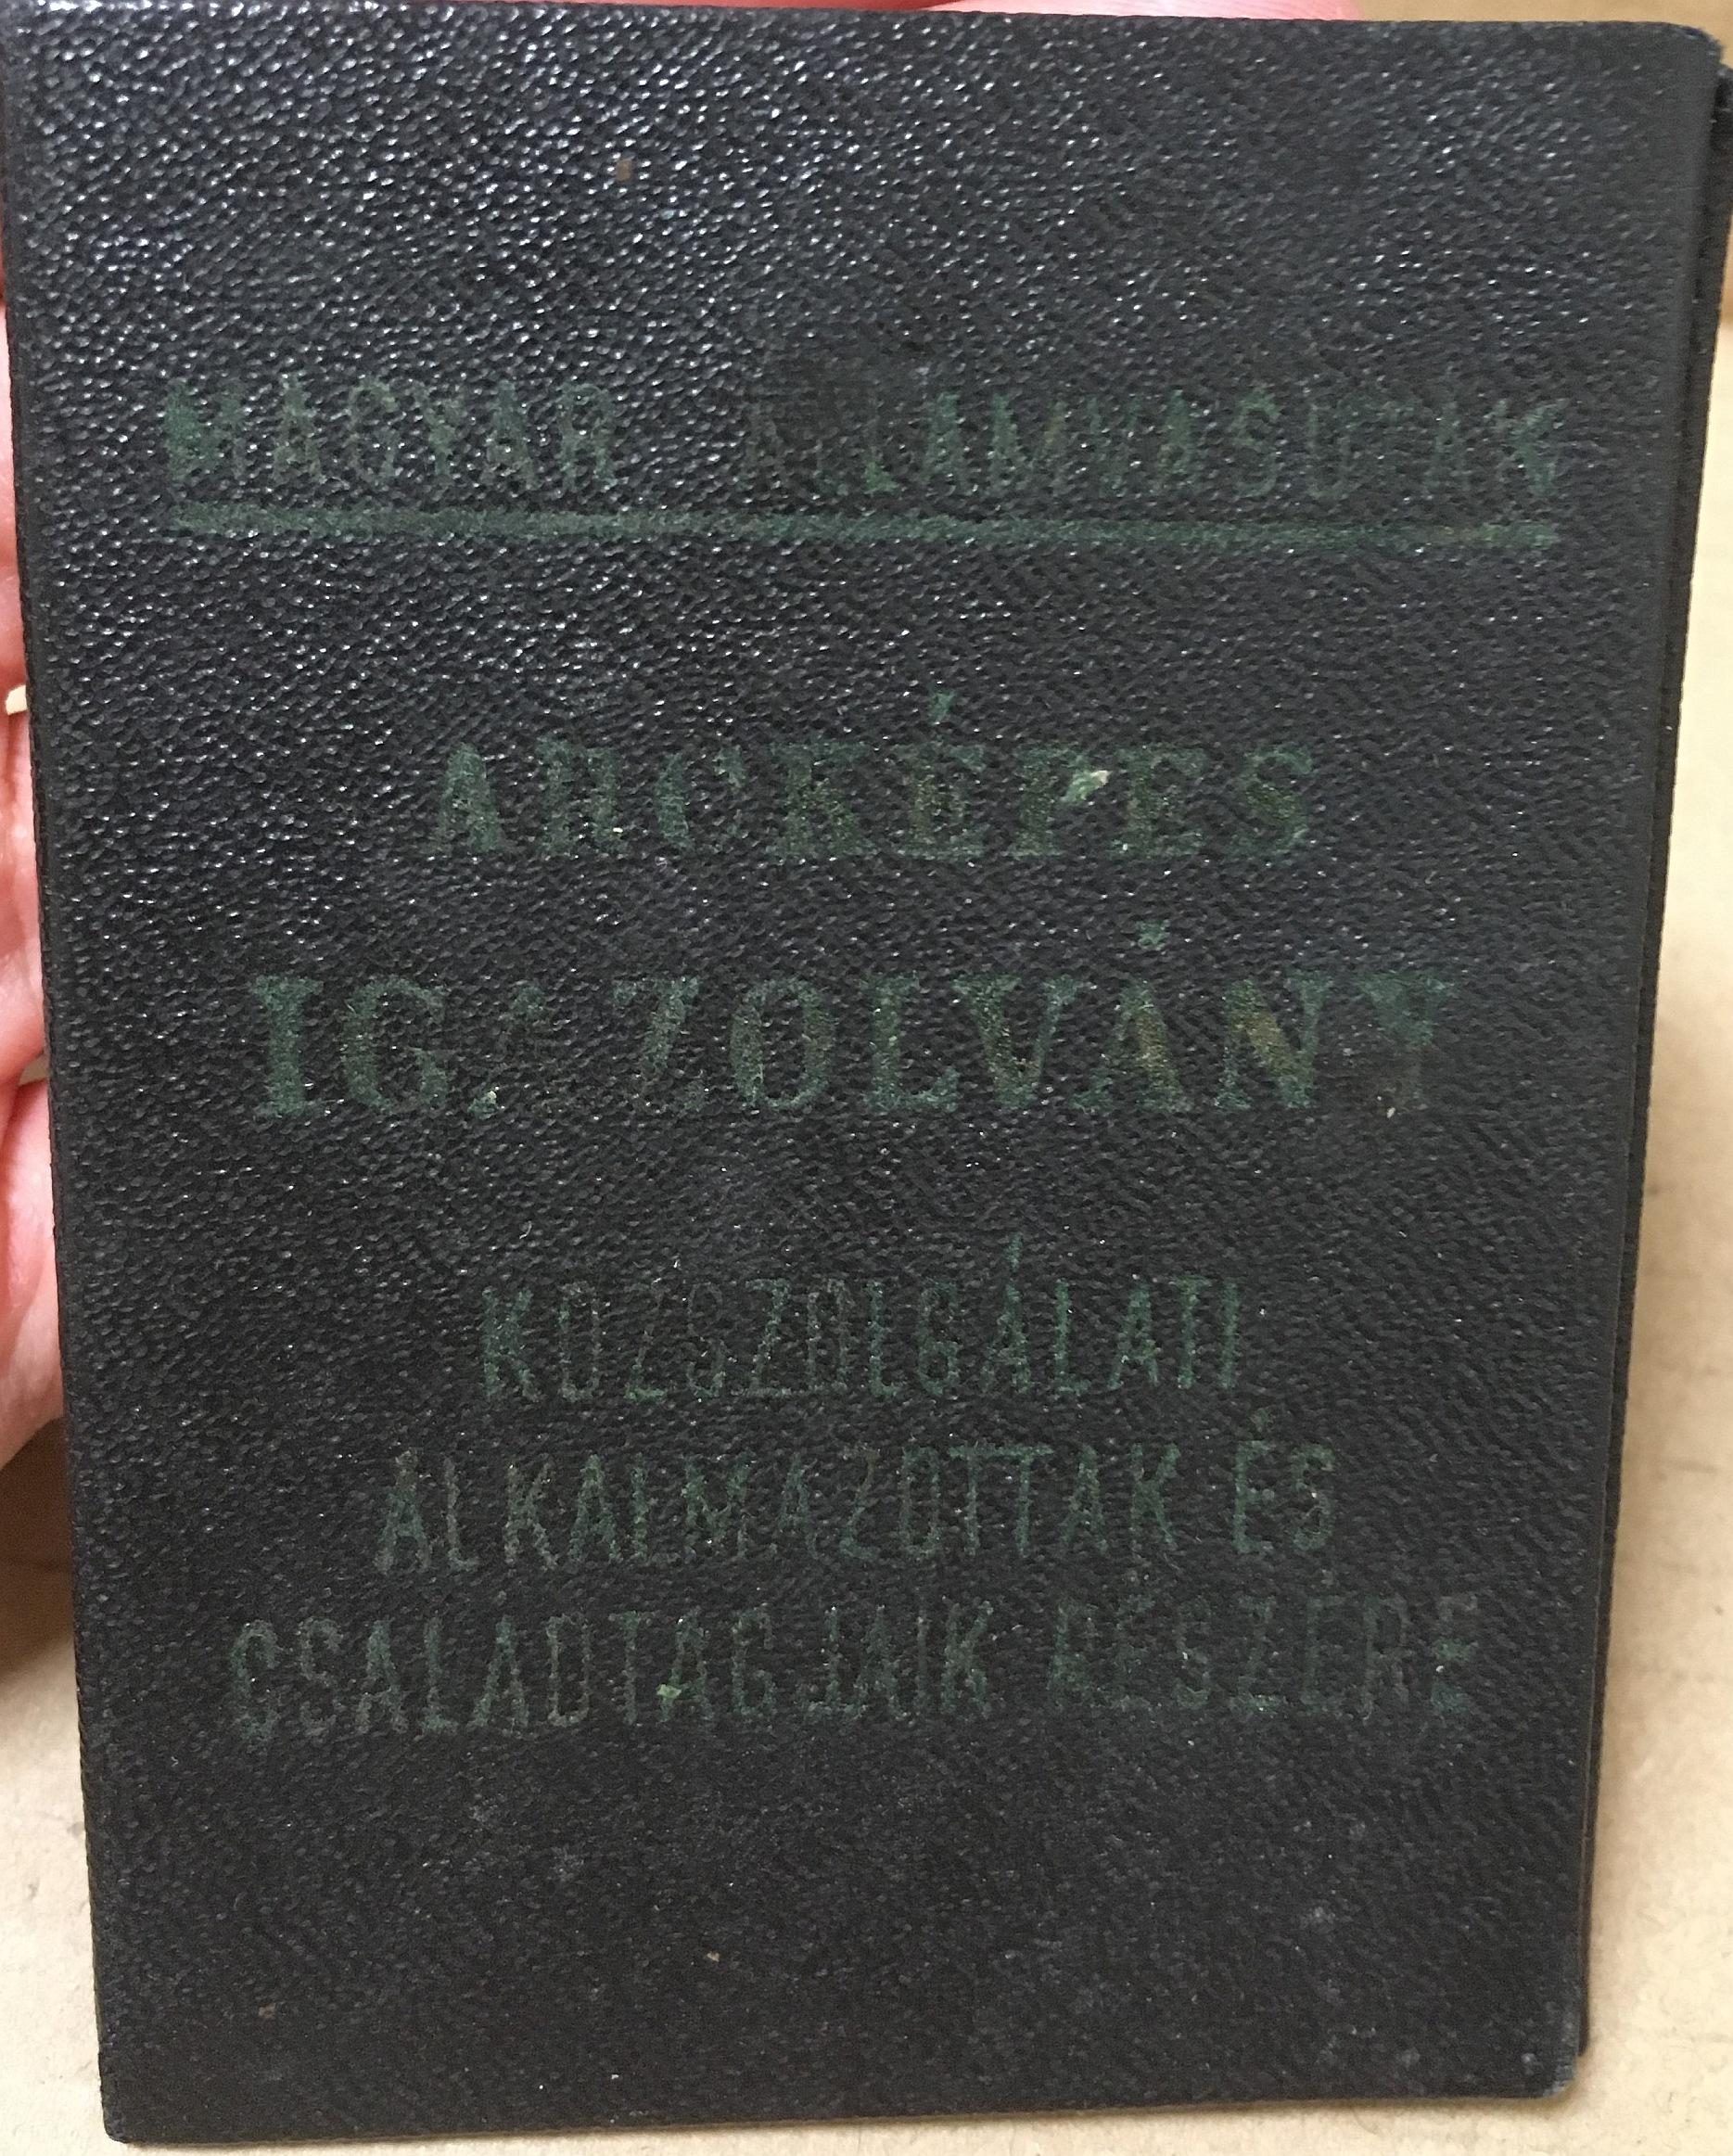 MAGYAR ÁLLAMVASUTAK
ARCKÉPES
IGAZOLVÁNY
KÖZSZOLGÁLATI
ALKALMAZOTTAK ÉS
CSALÁDTAGJAIK RÉSZÉRE